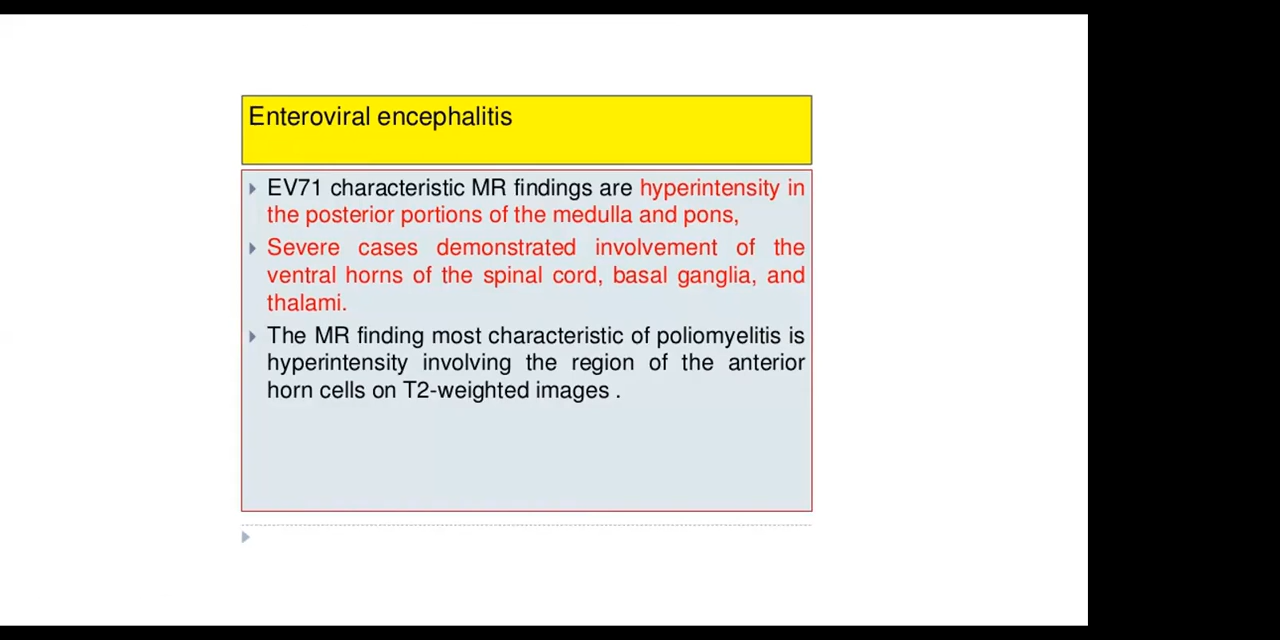 Enteroviral encephalitis
EV71 characteristic MR findings are hyperintensity in
the posterior portions of the medulla and pons,
Severe cases demonstrated involvement of the
ventral horns of the spinal cord, basal ganglia, and
thalami.
The MR finding most characteristic of poliomyelitis is
hyperintensity involving the region of the anterior
horn cells on T2-weighted images .